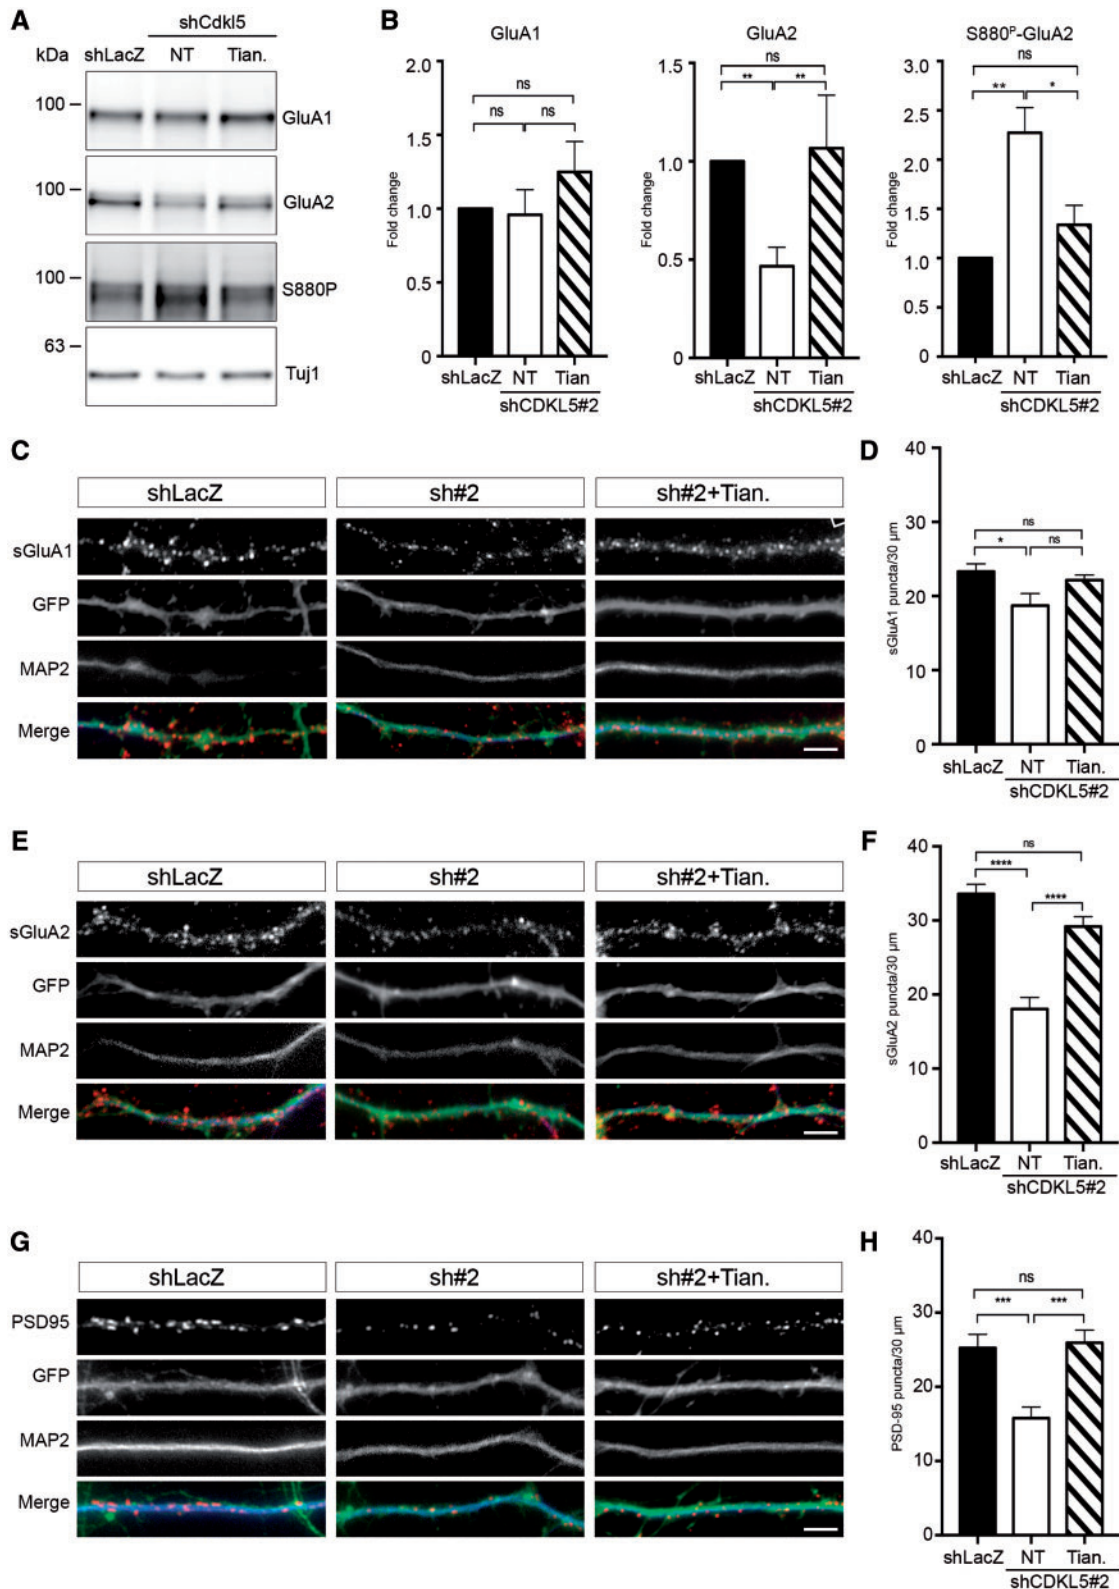 A
shCdkl5
kDa shLacZ NT Tian.
100
GluA1
100
GluA2
100
S880P
63
Tuj1
B
GluA1
2.0
1.5
1.0
0.5
0
Fold change
ns
ns ns
shLacZ NT Tian
shCDKL5#2
GluA2
1.5
1.0
0.5
0
Fold change
ns
** **
shLacZ NT Tian
shCDKL5#2
S880ᴾ-GluA2
3.0
2.5
2.0
1.5
1.0
0.5
0
Fold change
ns
** *
shLacZ NT Tian
shCDKL5#2
C
shLacZ sh#2 sh#2+Tian.
sGluA1
GFP
MAP2
Merge
D
40
30
20
10
0
sGluA1 puncta/30 µm
ns
* ns
shLacZ NT Tian.
shCDKL5#2
E
shLacZ sh#2 sh#2+Tian.
sGluA2
GFP
MAP2
Merge
F
40
30
20
10
0
sGluA2 puncta/30 µm
ns
****
****
shLacZ NT Tian.
shCDKL5#2
G
shLacZ sh#2 sh#2+Tian.
PSD95
GFP
MAP2
Merge
H
40
30
20
10
0
PSD-95 puncta/30 µm
ns
*** ***
shLacZ NT Tian.
shCDKL5#2